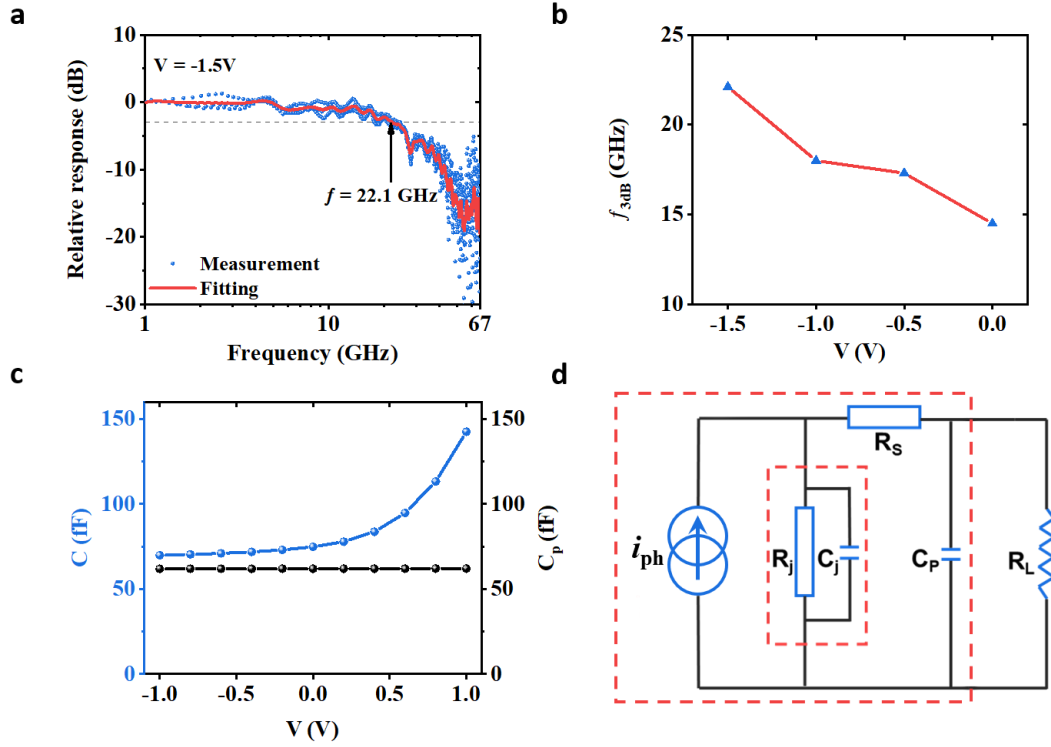 a
10
0
-10
-20
-30
Relative response (dB)
V = -1.5V
f = 22.1 GHz
Measurement
Fitting
1
10
67
Frequency (GHz)
b
25
20
15
10
f3dB (GHz)
-1.5
-1.0
-0.5
0.0
V (V)
c
150
100
50
0
C (fF)
150
100
50
0
Cp (fF)
-1.0
-0.5
0.0
0.5
1.0
V (V)
d
RS
iph
Rj
Cj
CP
RL